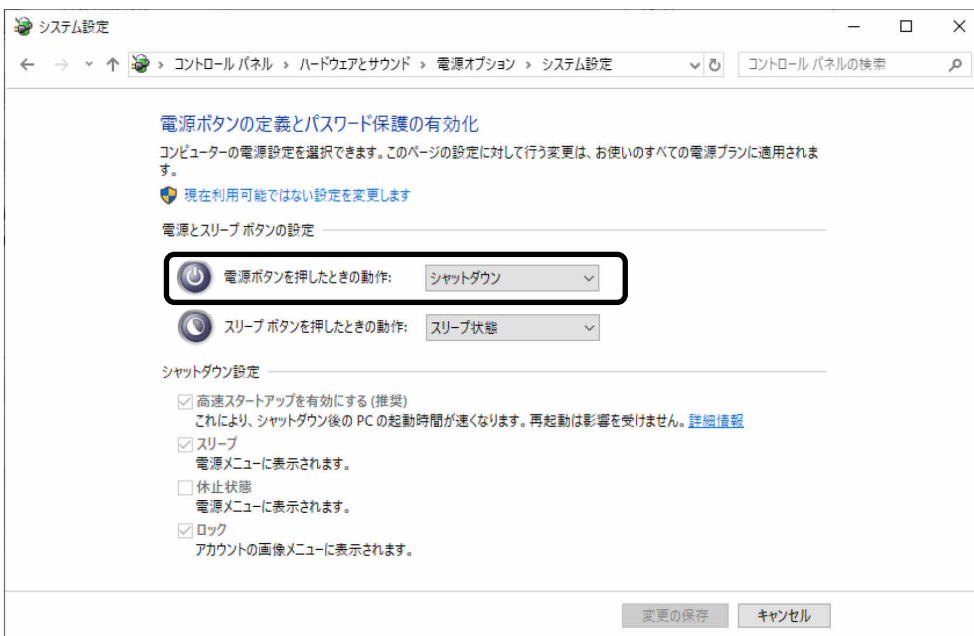 システム設定
コントロール パネル › ハードウェアとサウンド › 電源オプション › システム設定
コントロール パネルの検索
電源ボタンの定義とパスワード保護の有効化
コンピューターの電源設定を選択できます。このページの設定に対して行う変更は、お使いのすべての電源プランに適用されま
す。
現在利用可能ではない設定を変更します
電源とスリープ ボタンの設定
電源ボタンを押したときの動作: シャットダウン
スリープ ボタンを押したときの動作: スリープ状態
シャットダウン設定
高速スタートアップを有効にする (推奨)
これにより、シャットダウン後の PC の起動時間が速くなります。再起動は影響を受けません。詳細情報
スリープ
電源メニューに表示されます。
休止状態
電源メニューに表示されます。
ロック
アカウントの画像メニューに表示されます。
変更の保存 キャンセル